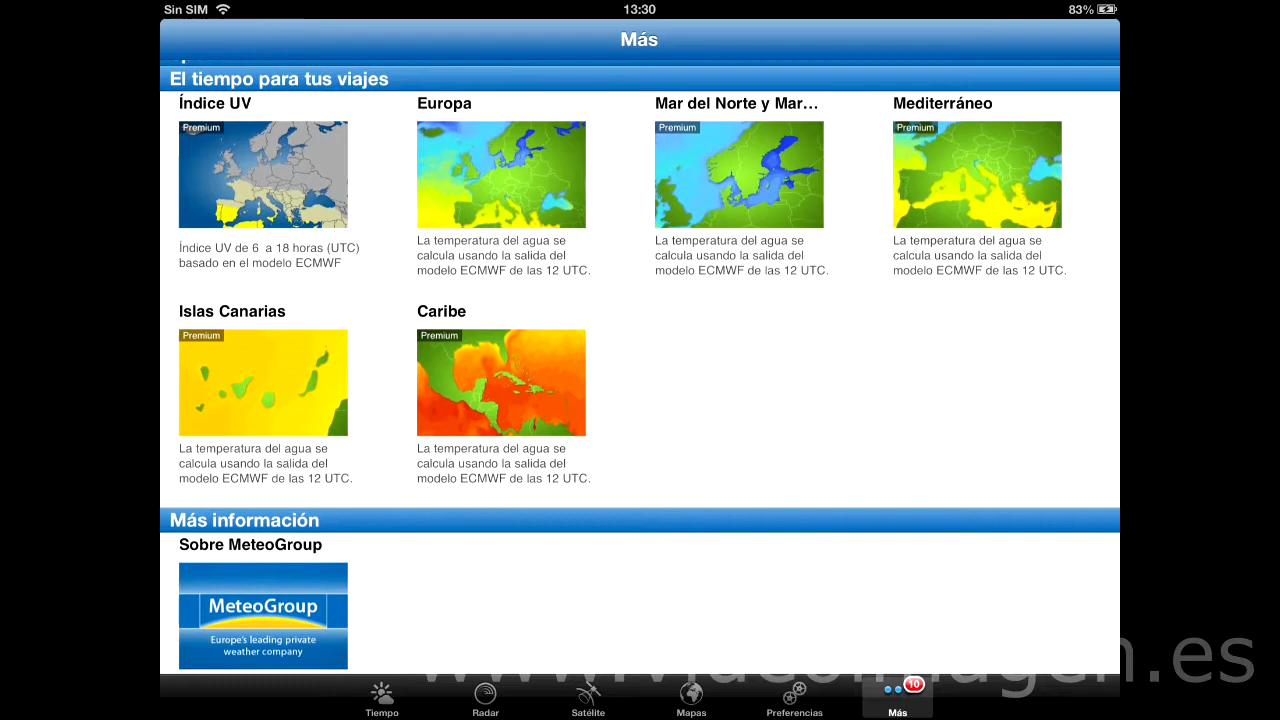 Sin SIM
13:30
83%
Más
El tiempo para tus viajes
Índice UV
Europa
Mar del Norte y Mar...
Mediterráneo
Premium
Premium
Premium
Índice UV de 6 a 18 horas (UTC)
basado en el modelo ECMWF
La temperatura del agua se
calcula usando la salida del
modelo ECMWF de las 12 UTC.
La temperatura del agua se
calcula usando la salida del
modelo ECMWF de las 12 UTC.
La temperatura del agua se
calcula usando la salida del
modelo ECMWF de las 12 UTC.
Islas Canarias
Caribe
Premium
Premium
La temperatura del agua se
calcula usando la salida del
modelo ECMWF de las 12 UTC.
La temperatura del agua se
calcula usando la salida del
modelo ECMWF de las 12 UTC.
Más información
Sobre MeteoGroup
MeteoGroup
Europe's leading private
weather company
Tiempo
Radar
Satélite
Mapas
Preferencias
10
Más